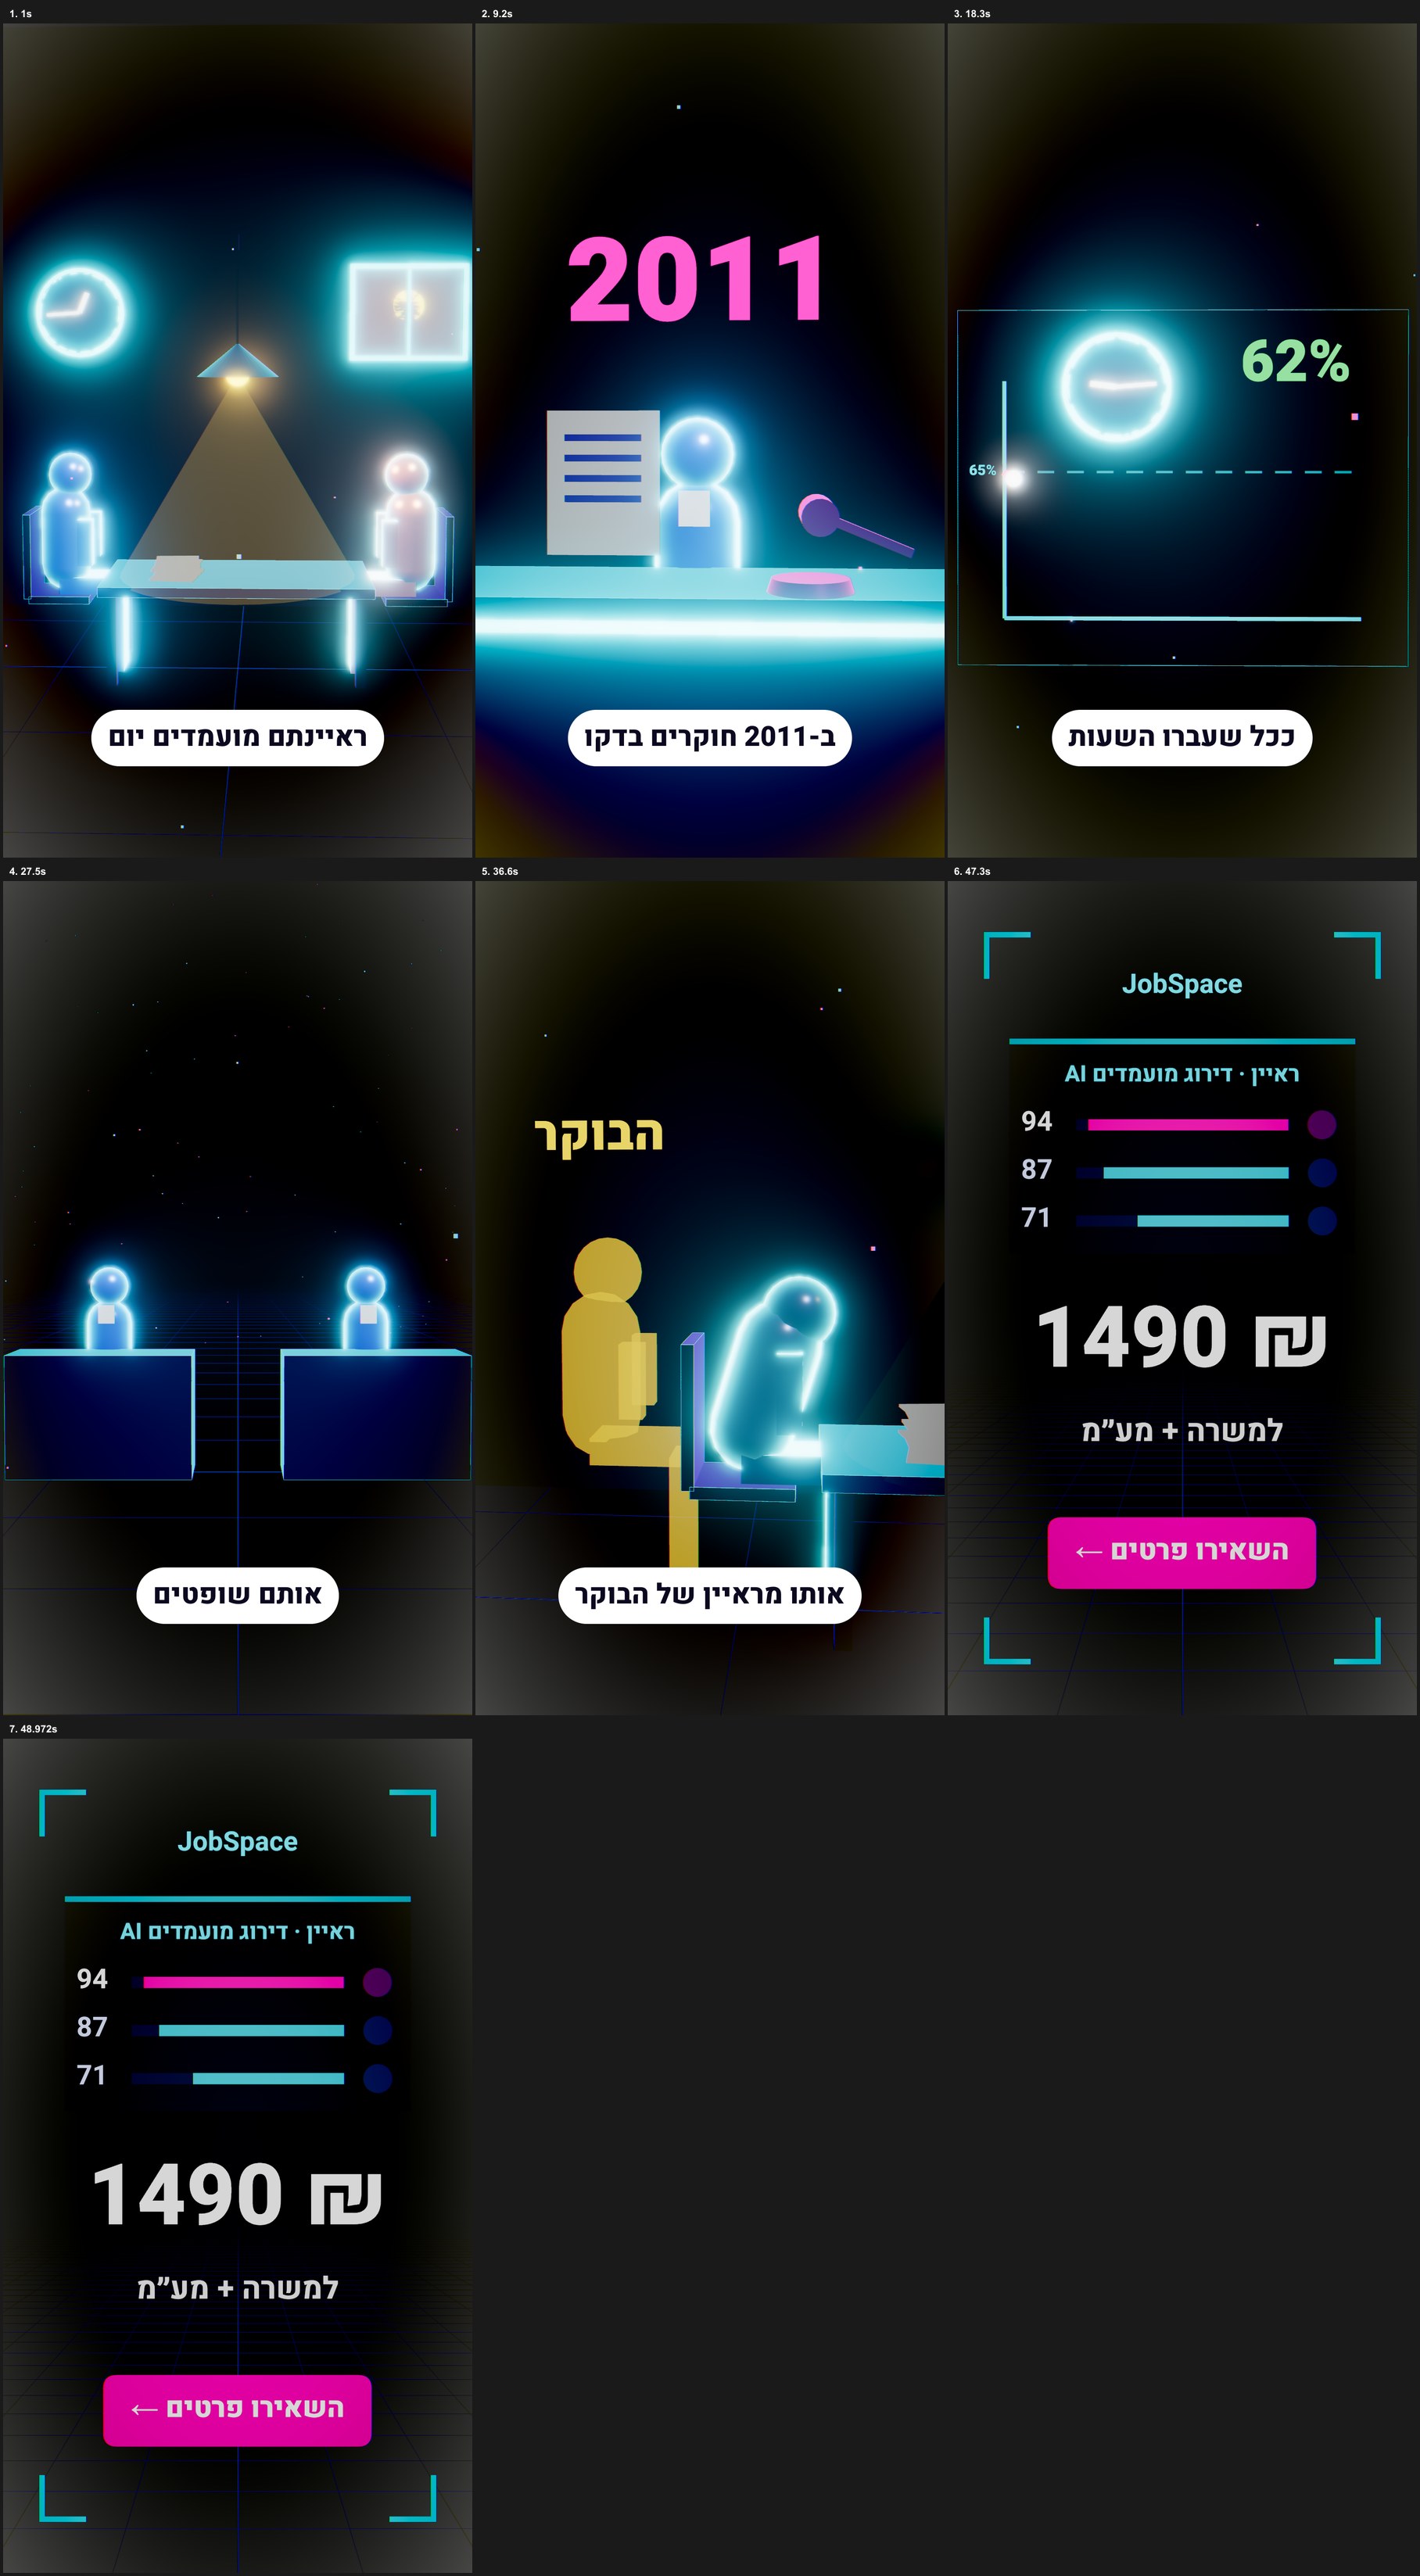 1. 1s
ראיינתם מועמדים יום
2. 9.2s
2011
ב-2011 חוקרים בדקו
3. 18.3s
62%
65%
ככל שעברו השעות
4. 27.5s
אותם שופטים
5. 36.6s
הבוקר
אותו מראיין של הבוקר
6. 47.3s
JobSpace
ראיין · דירוג מועמדים AI
94
87
71
1490 ₪
למשרה + מע״מ
השאירו פרטים ←
7. 48.972s
JobSpace
ראיין · דירוג מועמדים AI
94
87
71
1490 ₪
למשרה + מע״מ
השאירו פרטים ←